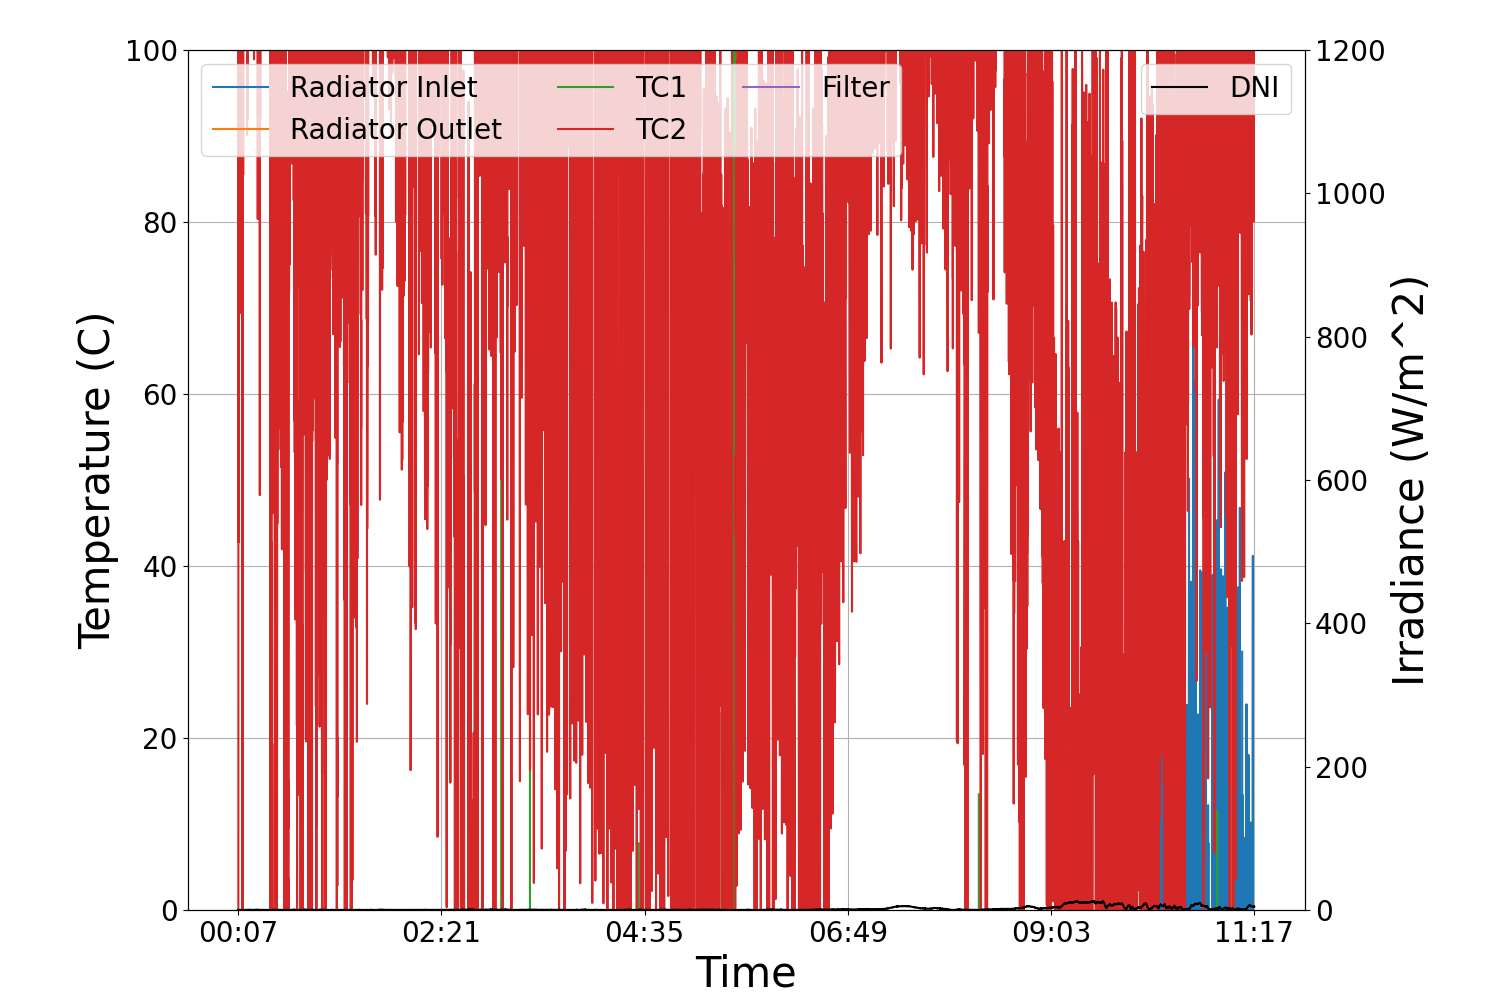 100
80
60
40
20
0
Temperature (C)
Radiator Inlet
Radiator Outlet
TC1
TC2
Filter
DNI
1200
1000
800
600
400
200
0
Irradiance (W/m^2)
00:07
02:21
04:35
06:49
09:03
11:17
Time